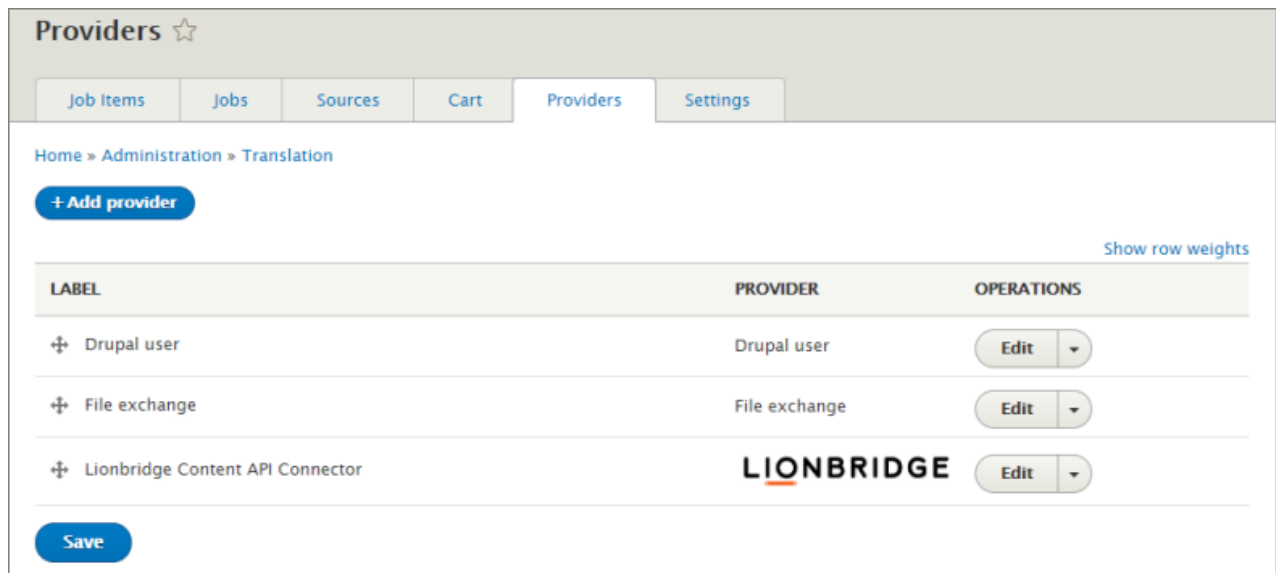 Providers
Job Items Jobs Sources Cart Providers Settings
Home » Administration » Translation
+Add provider
Show row weights
LABEL PROVIDER OPERATIONS
Drupal user Drupal user Edit
File exchange File exchange Edit
Lionbridge Content API Connector LIONBRIDGE Edit
Save